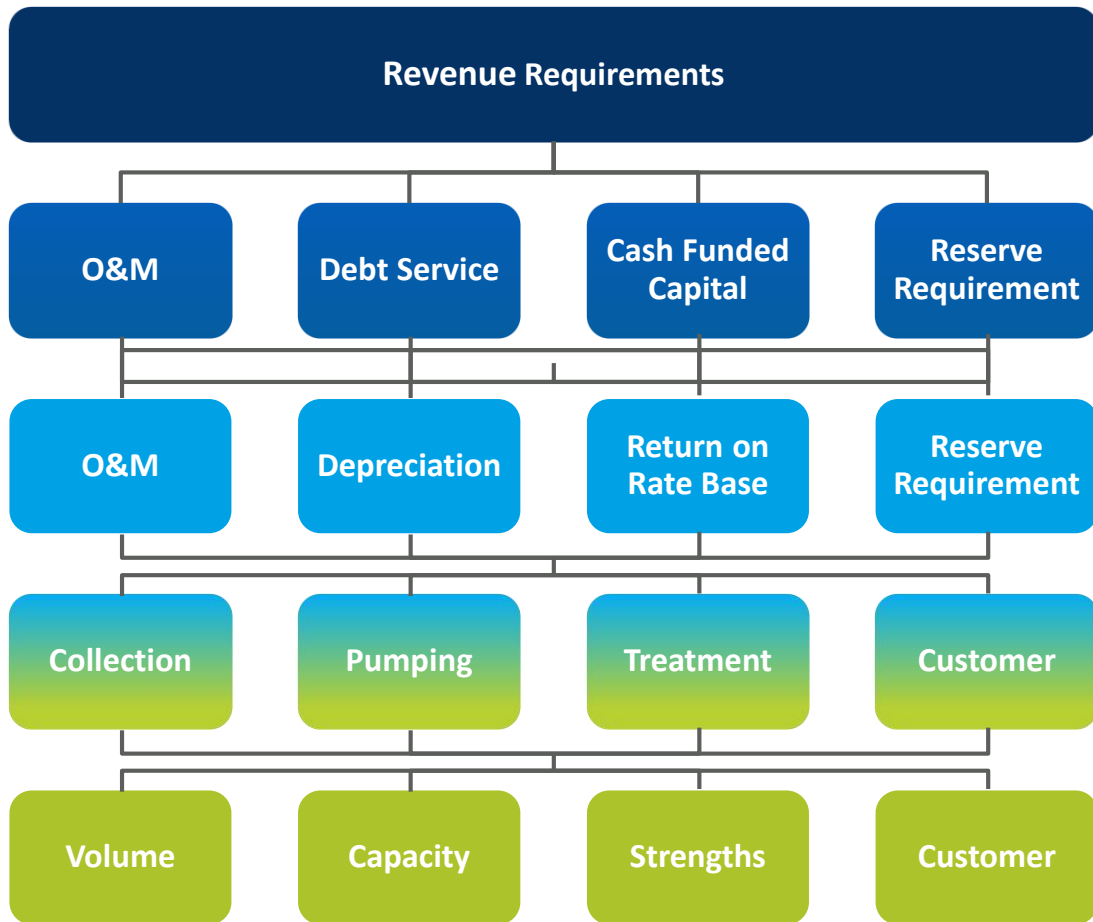 Revenue Requirements
O&M
Debt Service
Cash Funded
Capital
Reserve
Requirement
O&M
Depreciation
Return on
Rate Base
Reserve
Requirement
Collection
Pumping
Treatment
Customer
Volume
Capacity
Strengths
Customer